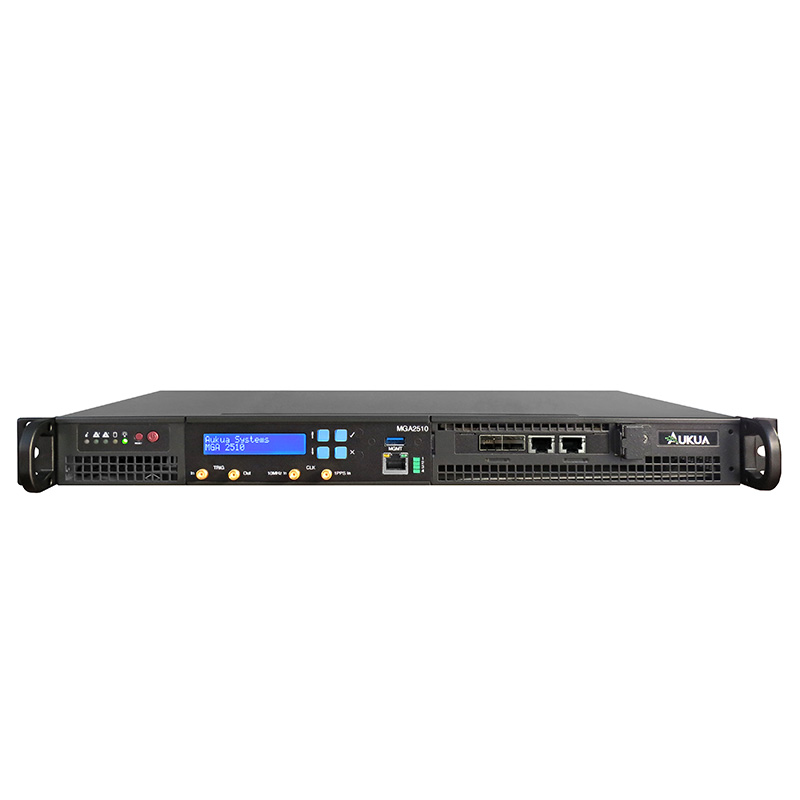 Aukua Systems
MGA 2510
MGA2510
MGMT
In TRIG Out
10MHz In CLK 1PPS In
AUKUA